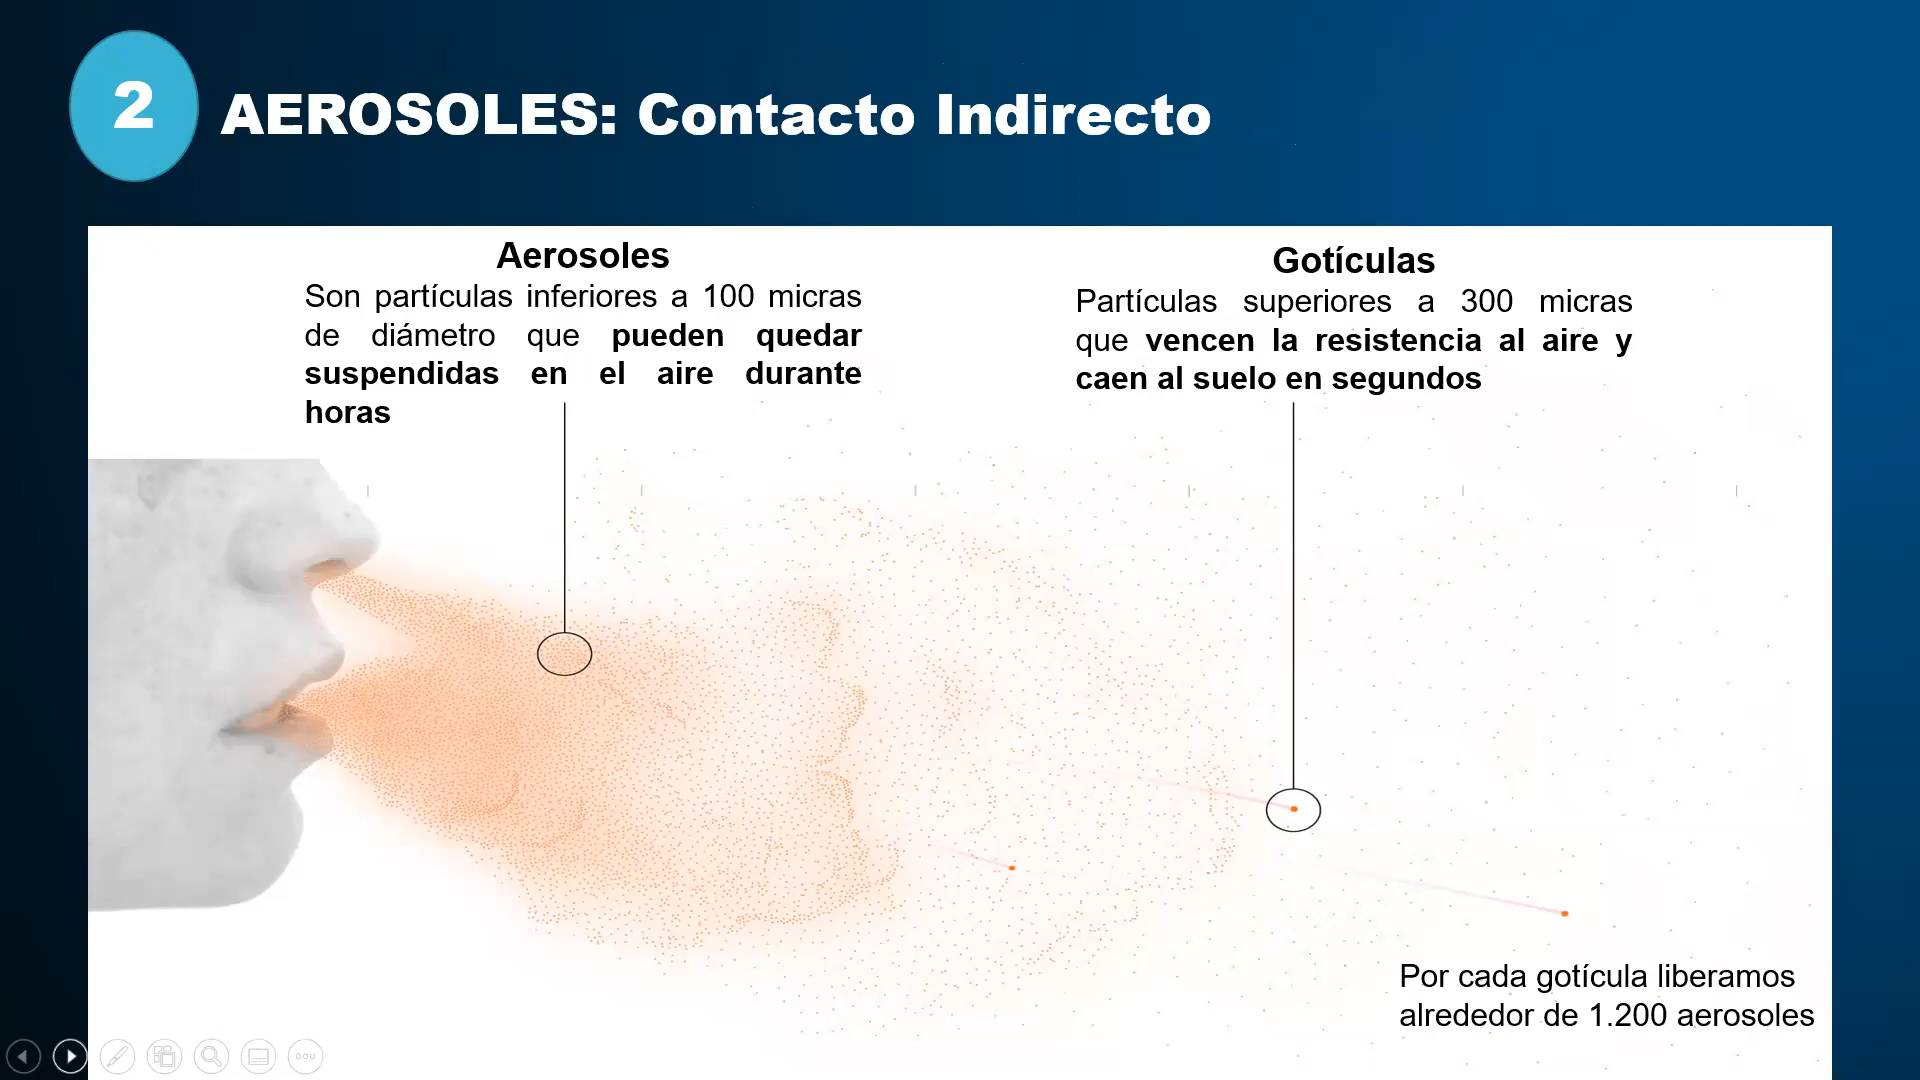 2
AEROSOLES: Contacto Indirecto
Aerosoles
Son partículas inferiores a 100 micras
de diámetro que pueden quedar
suspendidas en el aire durante
horas
Gotículas
Partículas superiores a 300 micras
que vencen la resistencia al aire y
caen al suelo en segundos
Por cada gotícula liberamos
alrededor de 1.200 aerosoles